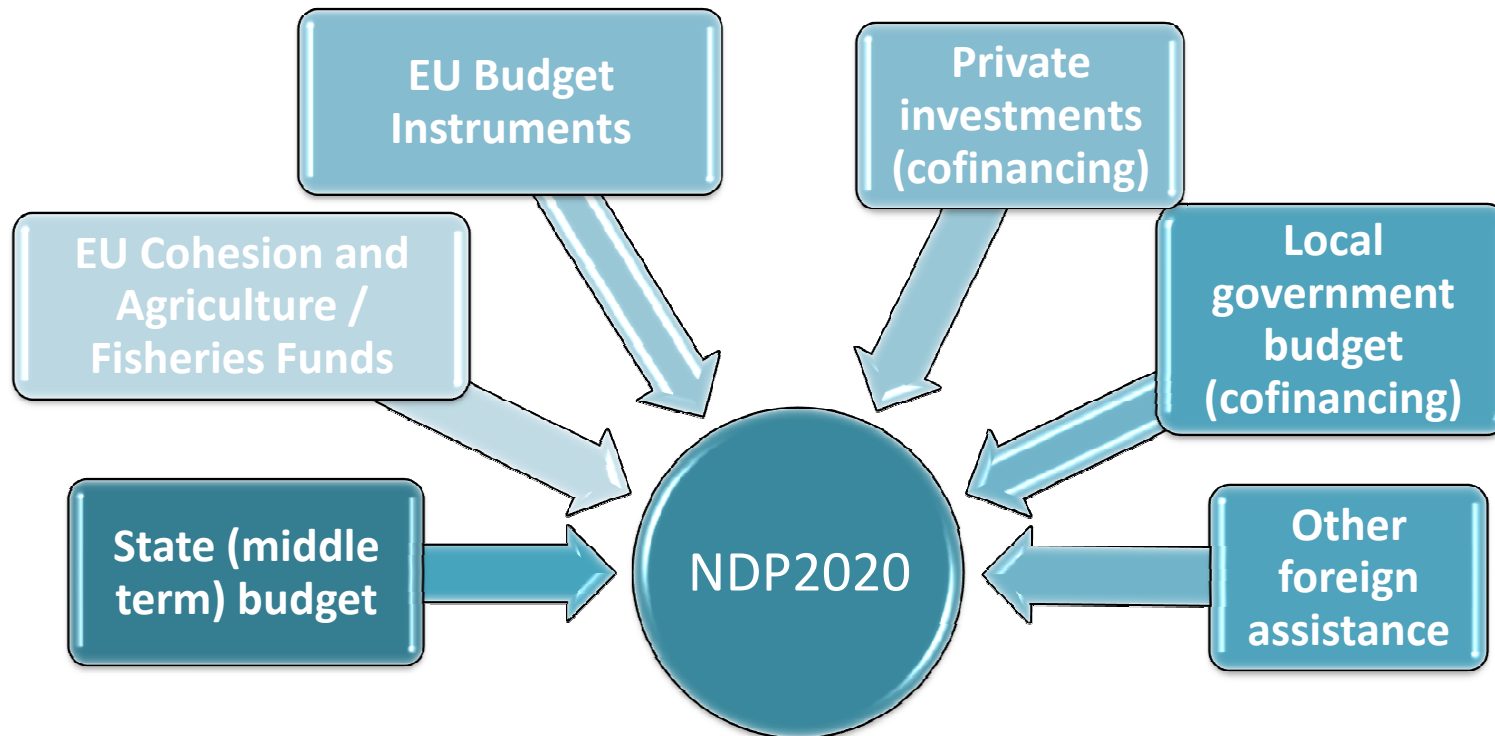 EU Budget
Instruments
Private
investments
(cofinancing)
EU Cohesion and
Agriculture /
Fisheries Funds
Local
government
budget
(cofinancing)
State (middle
term) budget
NDP2020
Other
foreign
assistance